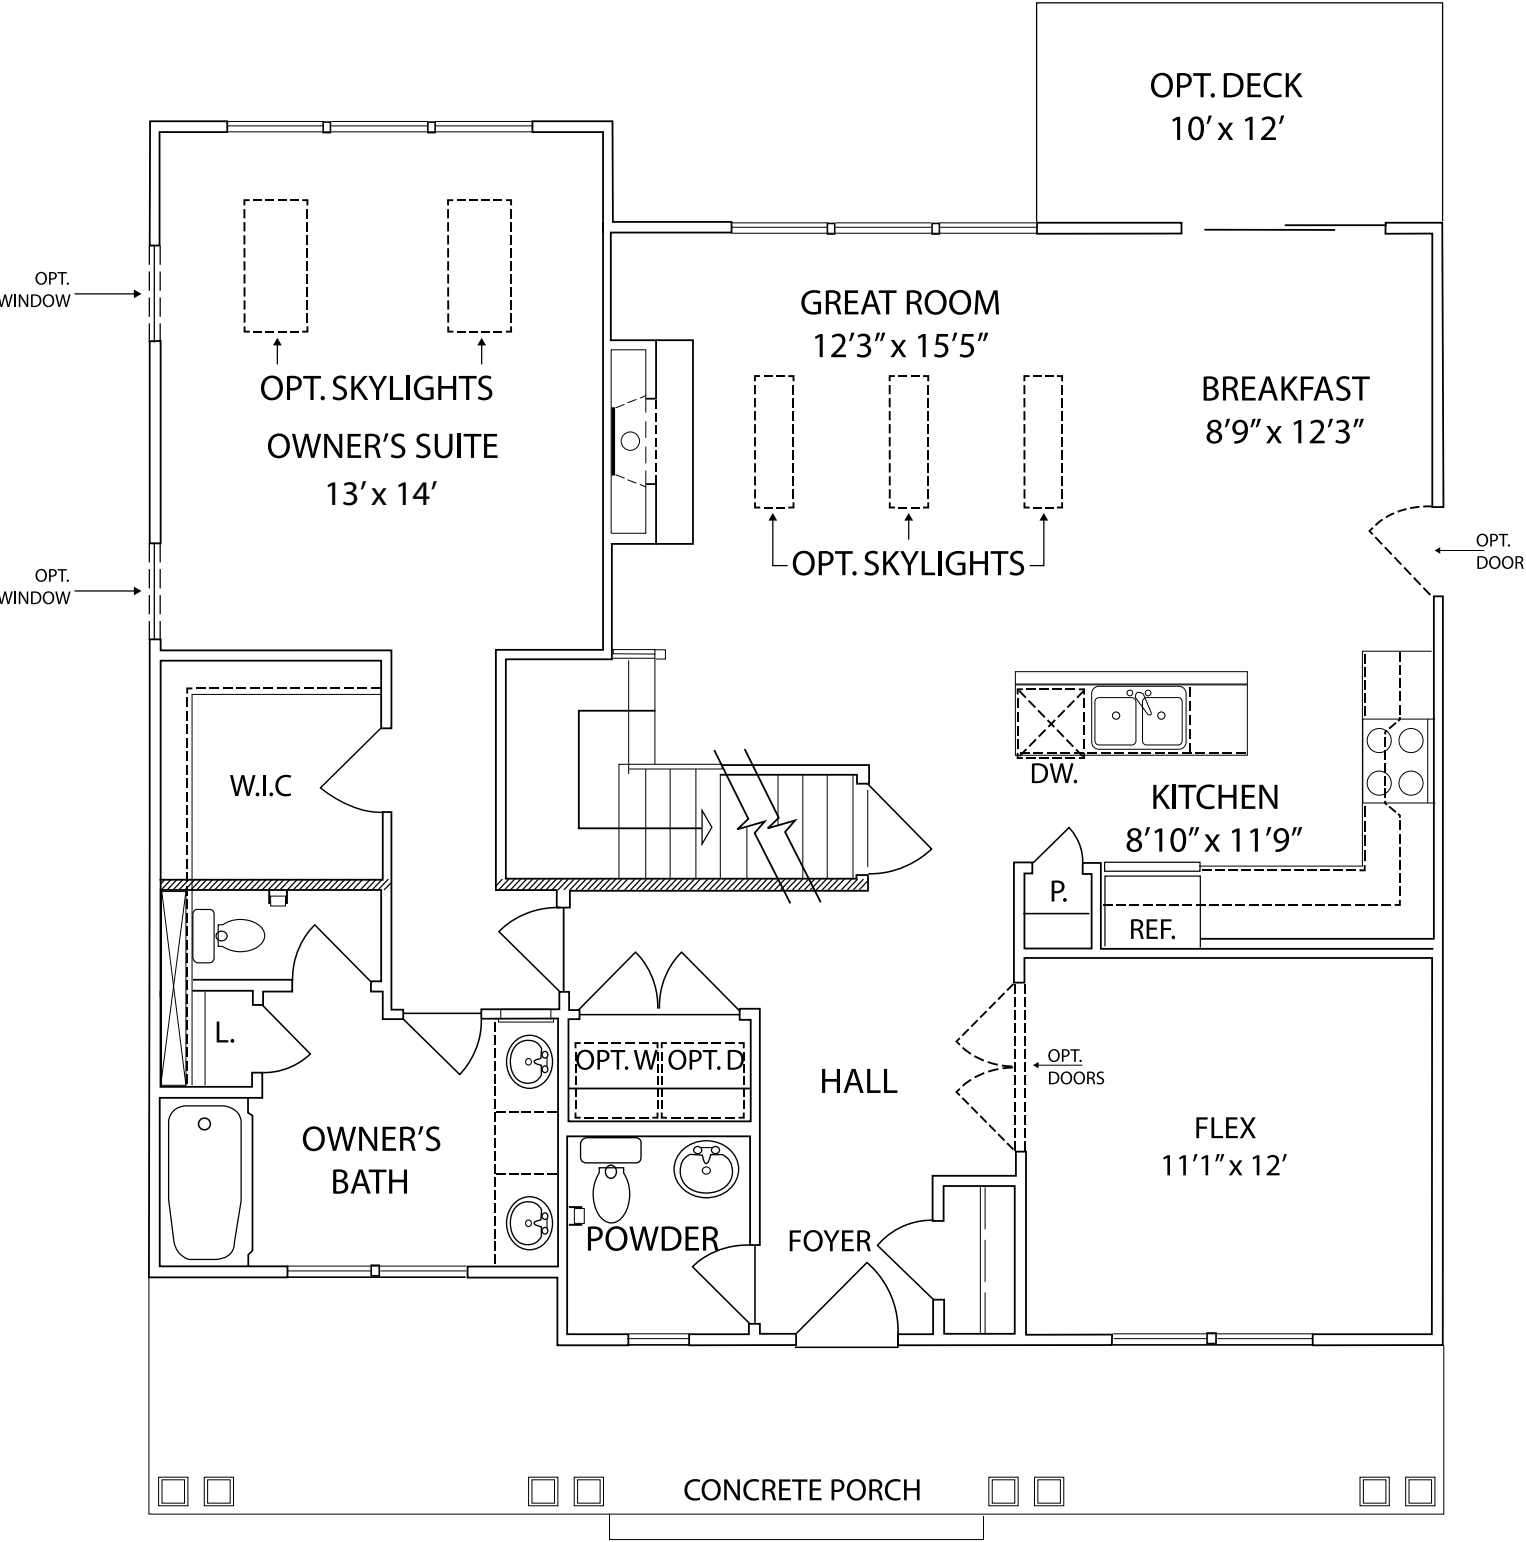 OPT. DECK
10' x 12'
OPT.
WINDOW
GREAT ROOM
12'3" x 15'5"
OPT. SKYLIGHTS
BREAKFAST
8'9" x 12'3"
OWNER'S SUITE
13' x 14'
OPT.
DOOR
OPT. SKYLIGHTS
OPT.
WINDOW
DW.
W.I.C
KITCHEN
8'10" x 11'9"
P.
REF.
L.
OPT. W
OPT. D
HALL
OPT.
DOORS
OWNER'S
BATH
FLEX
11'1" x 12'
POWDER
FOYER
CONCRETE PORCH